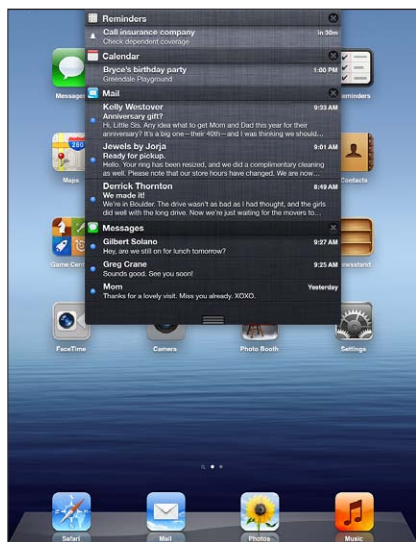 Reminders
Call insurance company
in 50m
Check dependent coverage
Calendar
Bryce's birthday party
1:00 PM
Greendale Playground
Mail
Kelly Westover
9:33 AM
Anniversary gift?
Hi, Little Sis. Any idea what to get Mom and Dad this year for their
anniversary? It's a big one—their 40th—and I was thinking we should…
Jewels by Jorja
9:01 AM
Ready for pickup.
Hello. Your ring has been resized, and we did a complimentary cleaning
as well. Please note that our store hours have changed. We are now…
Derrick Thornton
8:49 AM
We made it!
We're in Boulder. The drive wasn't as bad as I had thought, and the girls
did well with the long drive. Now we're just waiting for the movers to…
Messages
Gilbert Solano
9:27 AM
Hey, are we still on for lunch tomorrow?
Greg Crane
9:25 AM
Sounds good. See you soon!
Mom
Yesterday
Thanks for a lovely visit. Miss you already. XOXO.
Messages
Reminders
280
Maps
Contacts
Game Cent
Newsstand
FaceTime
Camera
Photo Booth
Settings
Safari
Mail
Photos
Music